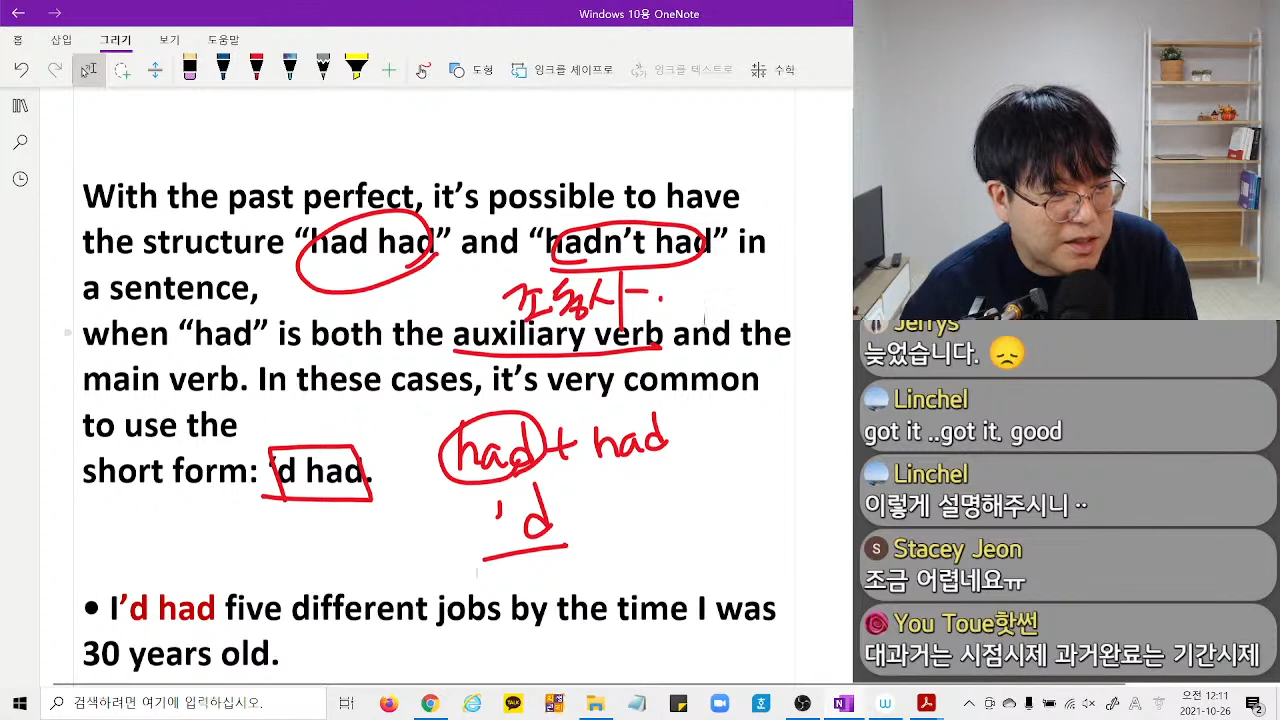 Windows 10용 OneNote
홈 삽입 그리기 보기 도움말
도형 잉크를 셰이프로 잉크를 텍스트로 수학
With the past perfect, it’s possible to have
the structure “had had” and “hadn’t had” in
a sentence,
조동사.
when “had” is both the auxiliary verb and the
main verb. In these cases, it’s very common
to use the
had + had
short form: ‘d had.
'd
• I’d had five different jobs by the time I was
30 years old.
Jerrys
늦었습니다. 😞
Linchel
got it ..got it. good
Linchel
이렇게 설명해주시니 ··
S Stacey Jeon
조금 어렵네요ㅠ
You Toue핫썬
대과거는 시점시제 과거완료는 기간시제
검색하려면 여기에 입력하십시오. TALK 오전 11:11
2021-10-26